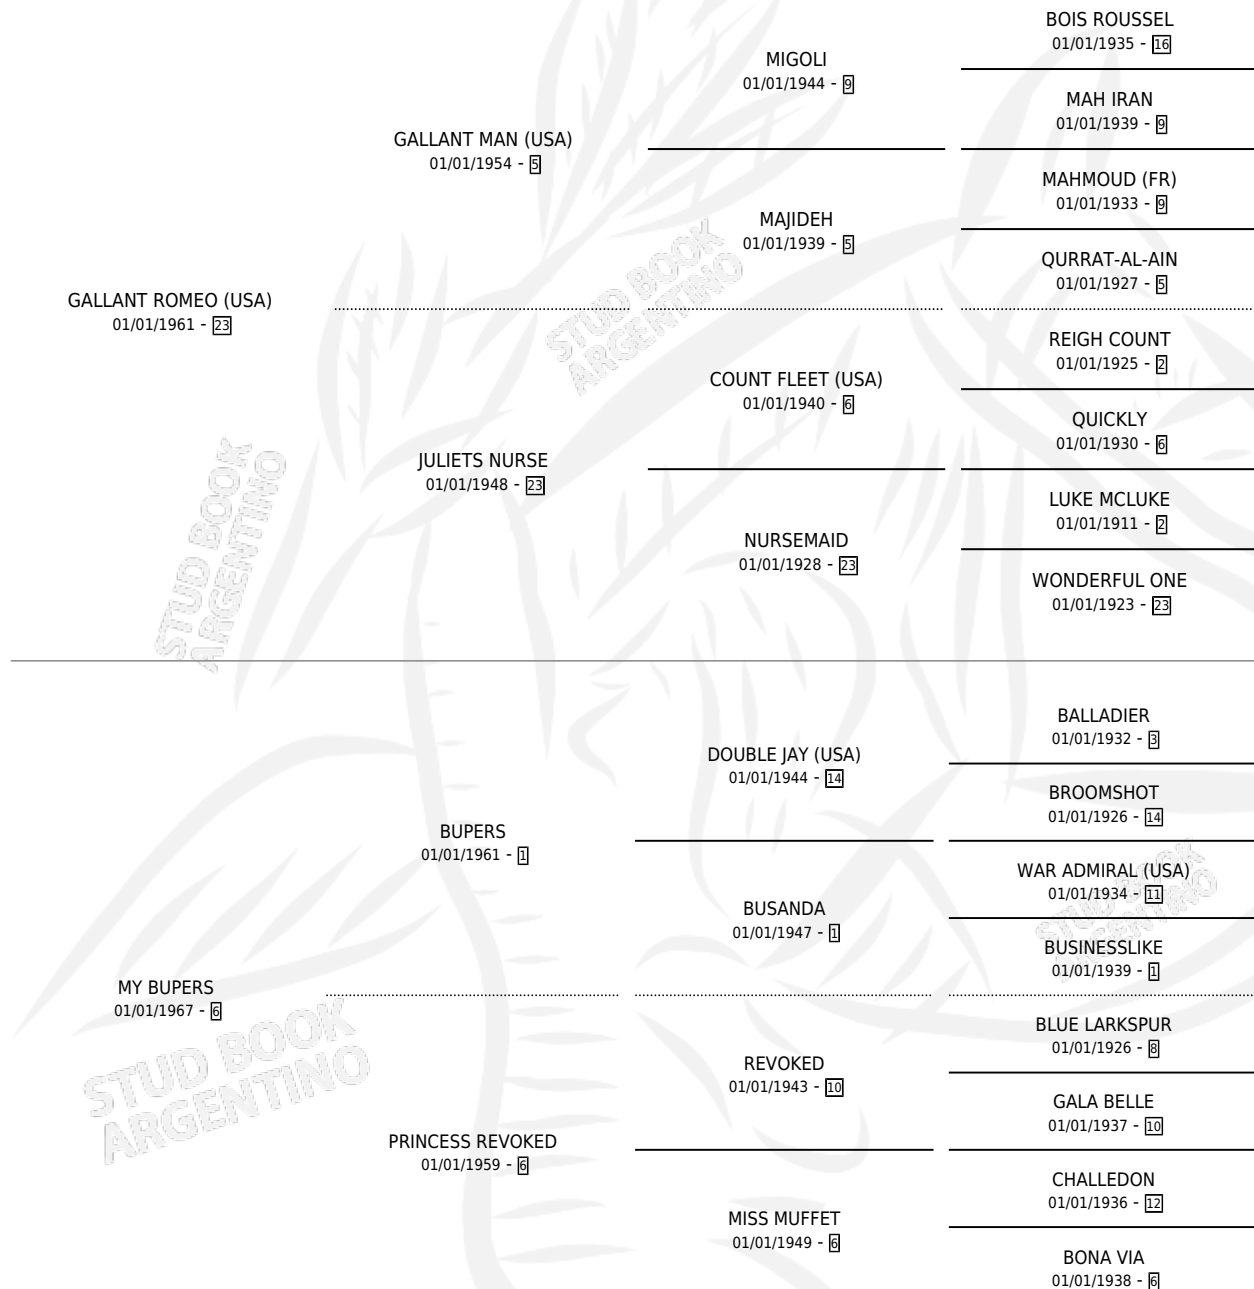 BOIS ROUSSEL
01/01/1935 - 16
MIGOLI
01/01/1944 - 9
MAH IRAN
01/01/1939 - 9
GALLANT MAN (USA)
01/01/1954 - 5
MAHMOUD (FR)
01/01/1933 - 9
MAJIDEH
01/01/1939 - 5
QURRAT-AL-AIN
01/01/1927 - 5
GALLANT ROMEO (USA)
01/01/1961 - 23
REIGH COUNT
01/01/1925 - 2
COUNT FLEET (USA)
01/01/1940 - 6
QUICKLY
01/01/1930 - 6
JULIETS NURSE
01/01/1948 - 23
LUKE MCLUKE
01/01/1911 - 2
NURSEMAID
01/01/1928 - 23
WONDERFUL ONE
01/01/1923 - 23
STUD BOOK
ARGENTINO
STUD BOOK
ARGENTINO
BALLADIER
01/01/1932 - 3
DOUBLE JAY (USA)
01/01/1944 - 14
BROOMSHOT
01/01/1926 - 14
BUPERS
01/01/1961 - 1
WAR ADMIRAL (USA)
01/01/1934 - 11
BUSANDA
01/01/1947 - 1
BUSINESSLIKE
01/01/1939 - 1
STUD BOOK
ARGENTINO
MY BUPERS
01/01/1967 - 6
BLUE LARKSPUR
01/01/1926 - 8
REVOKED
01/01/1943 - 10
GALA BELLE
01/01/1937 - 10
PRINCESS REVOKED
01/01/1959 - 6
CHALLEDON
01/01/1936 - 12
MISS MUFFET
01/01/1949 - 6
BONA VIA
01/01/1938 - 6
STUD BOOK
ARGENTINO